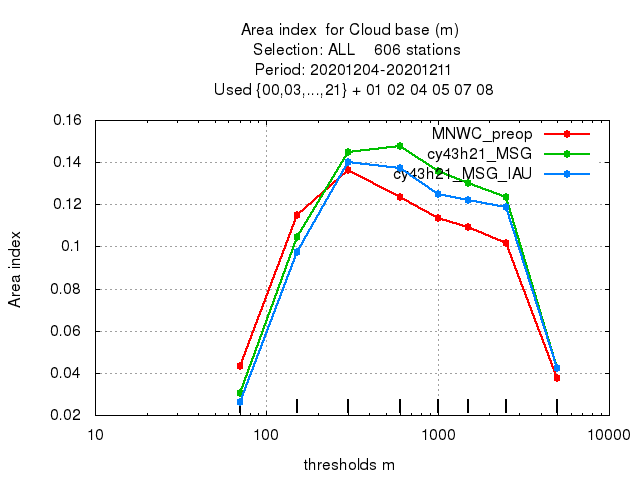 Area index  for Cloud base (m)
Selection: ALL    606 stations
Period: 20201204-20201211
Used {00,03,...,21} + 01 02 04 05 07 08
0.16
0.14
0.12
0.1
0.08
0.06
0.04
0.02
Area index
MNWC_preop
cy43h21_MSG
cy43h21_MSG_IAU
10
100
1000
10000
thresholds m